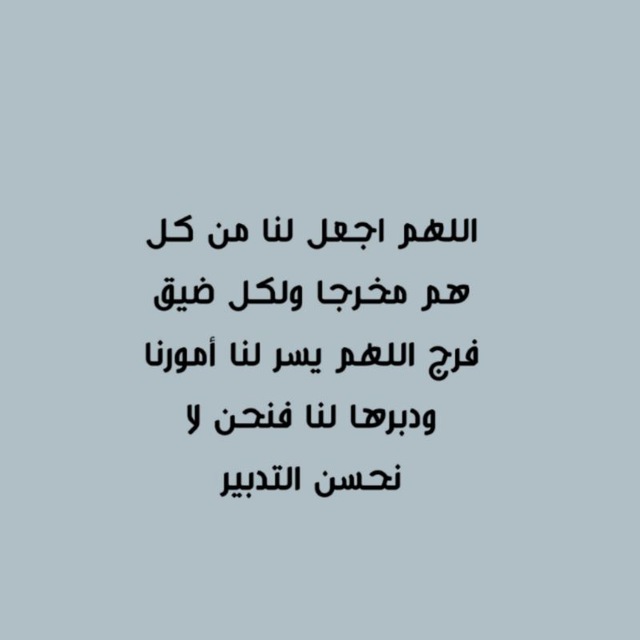 اللهم اجعل لنا من كل
هم مخرجا ولكل ضيق
فرج اللهم يسر لنا أمورنا
ودبرها لنا فنحن لا
نحسن التدبير